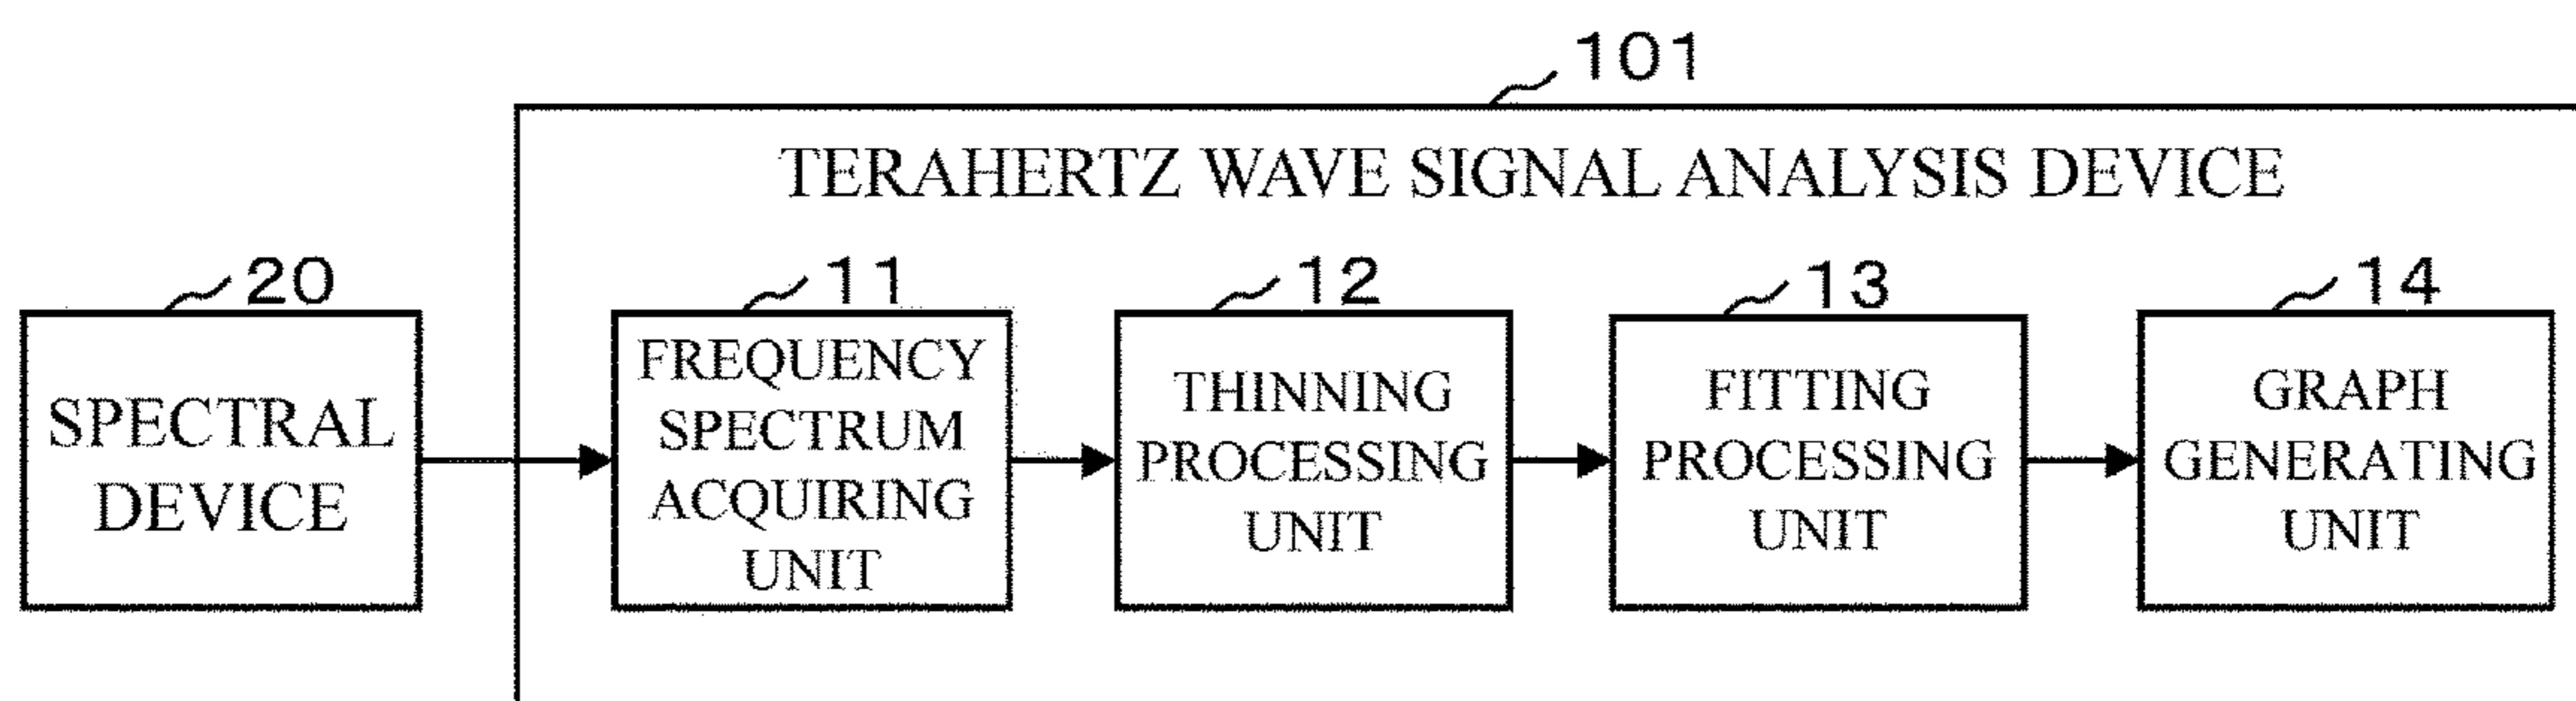 101
TERAHERTZ WAVE SIGNAL ANALYSIS DEVICE
20
SPECTRAL
DEVICE
11
FREQUENCY
SPECTRUM
ACQUIRING
UNIT
12
THINNING
PROCESSING
UNIT
13
FITTING
PROCESSING
UNIT
14
GRAPH
GENERATING
UNIT